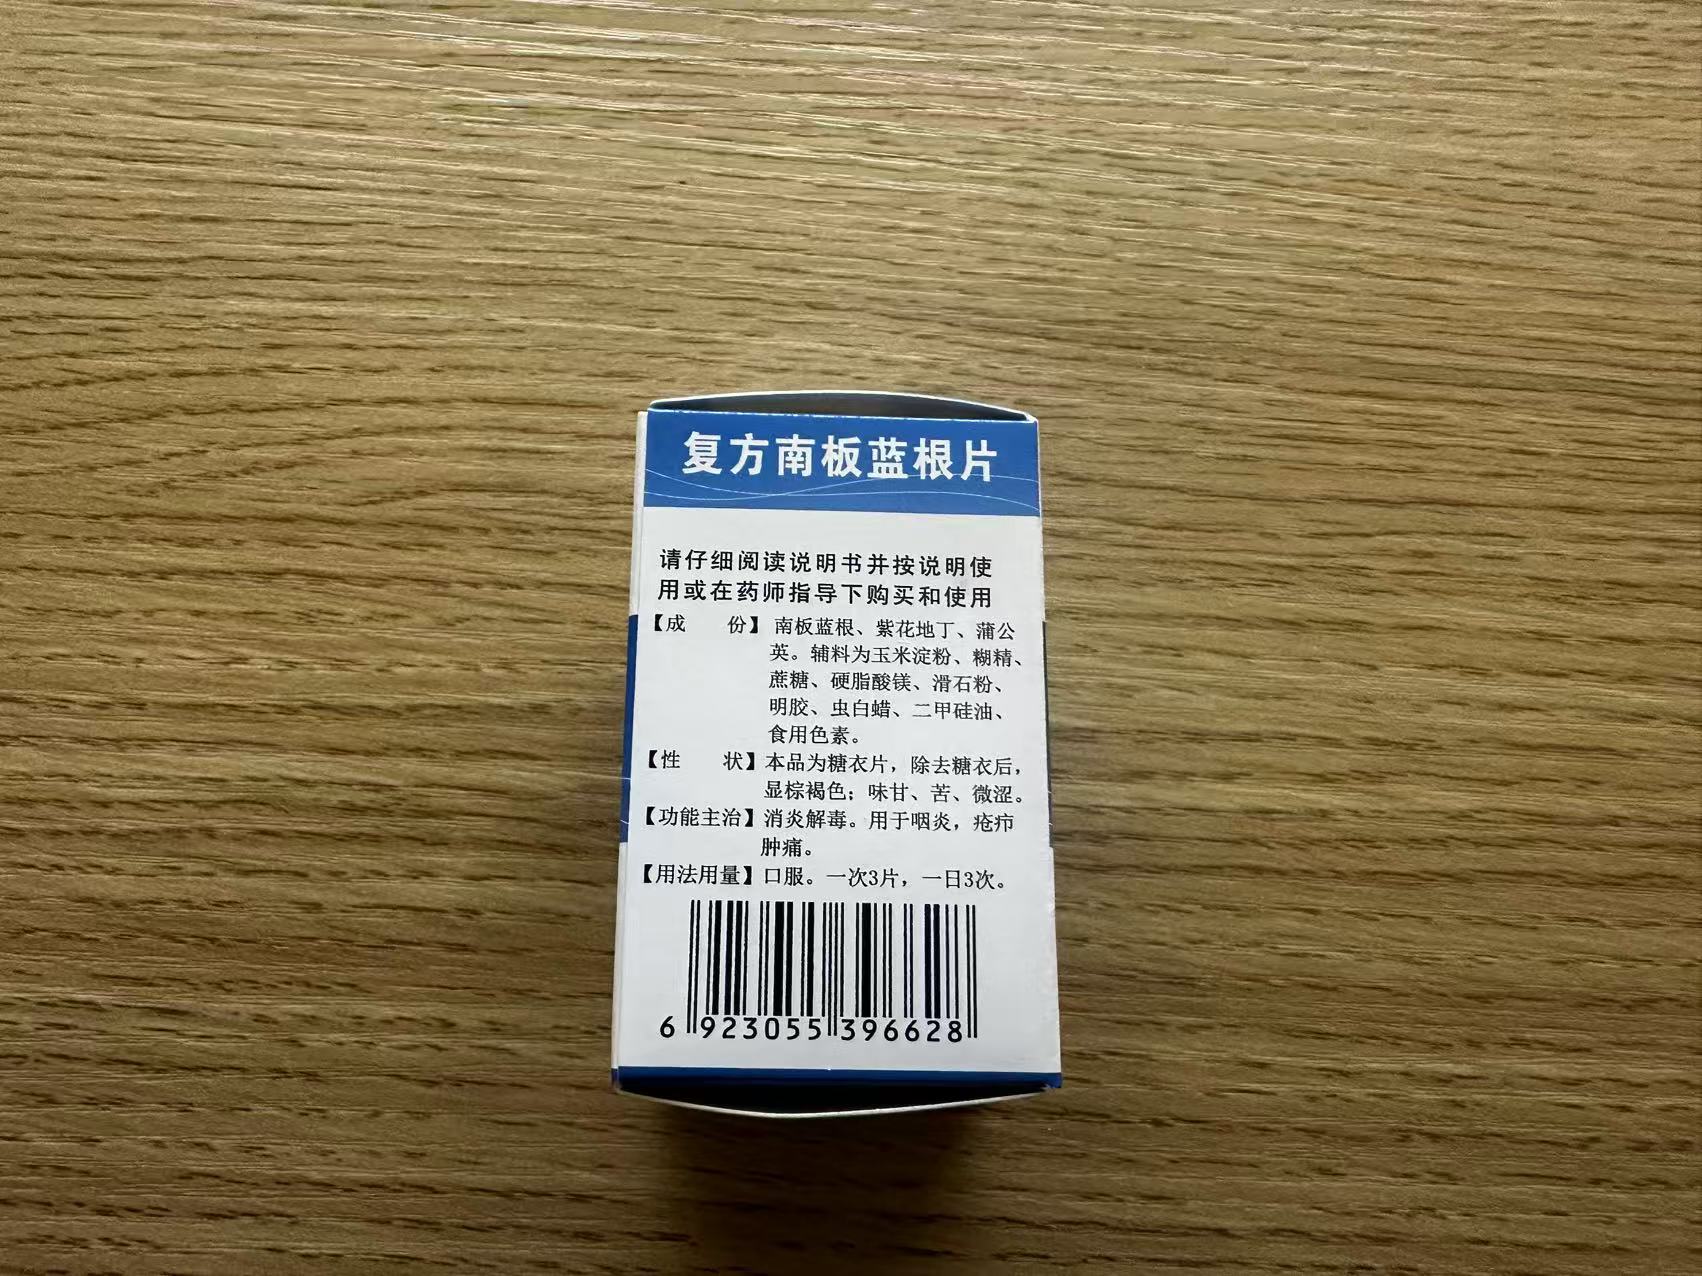 复方南板蓝根片
请仔细阅读说明书并按说明使
用或在药师指导下购买和使用
【成 份】南板蓝根、紫花地丁、蒲公
英。辅料为玉米淀粉、糊精、
蔗糖、硬脂酸镁、滑石粉、
明胶、虫白蜡、二甲硅油、
食用色素。
【性 状】本品为糖衣片，除去糖衣后，
显棕褐色；味甘、苦、微涩。
【功能主治】消炎解毒。用于咽炎，疮疖
肿痛。
【用法用量】口服。一次3片，一日3次。
6 923055 396628